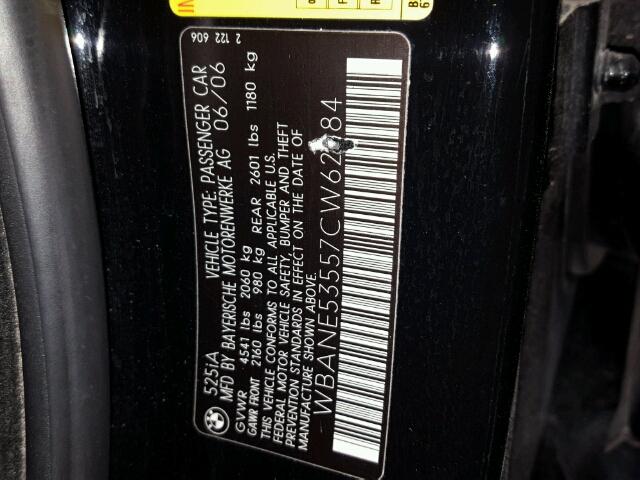 525iA VEHICLE TYPE: PASSENGER CAR
MFD BY BAYERISCHE MOTORENWERKE AG 06/06
GVWR 4541 lbs 2060 kg
GAWR FRONT 2160 lbs 980 kg REAR 2601 lbs 1180 kg
THIS VEHICLE CONFORMS TO ALL APPLICABLE U.S.
FEDERAL MOTOR VEHICLE SAFETY, BUMPER AND THEFT
PREVENTION STANDARDS IN EFFECT ON THE DATE OF
MANUFACTURE SHOWN ABOVE.
2 122 606